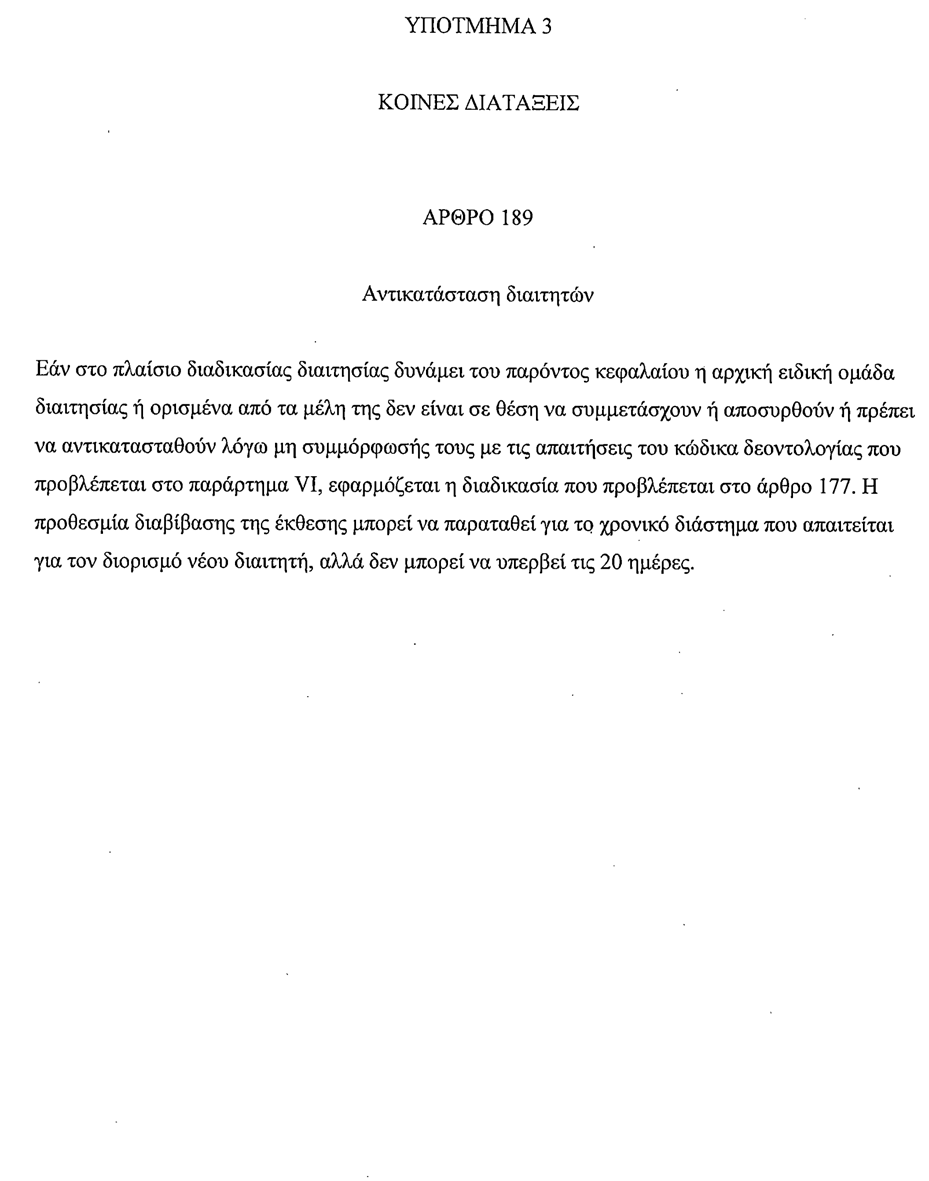 ΥΠΟΤΜΗΜΑ 3
ΚΟΙΝΕΣ ΔΙΑΤΑΞΕΙΣ
ΑΡΘΡΟ 189
Αντικατάσταση διαιτητών
Εάν στο πλαίσιο διαδικασίας διαιτησίας δυνάμει του παρόντος κεφαλαίου η αρχική ειδική ομάδα
διαιτησίας ή ορισμένα από τα μέλη της δεν είναι σε θέση να συμμετάσχουν ή αποσυρθούν ή πρέπει
να αντικατασταθούν λόγω μη συμμόρφωσής τους με τις απαιτήσεις του κώδικα δεοντολογίας που
προβλέπεται στο παράρτημα VI, εφαρμόζεται η διαδικασία που προβλέπεται στο άρθρο 177. Η
προθεσμία διαβίβασης της έκθεσης μπορεί να παραταθεί για το χρονικό διάστημα που απαιτείται
για τον διορισμό νέου διαιτητή, αλλά δεν μπορεί να υπερβεί τις 20 ημέρες.